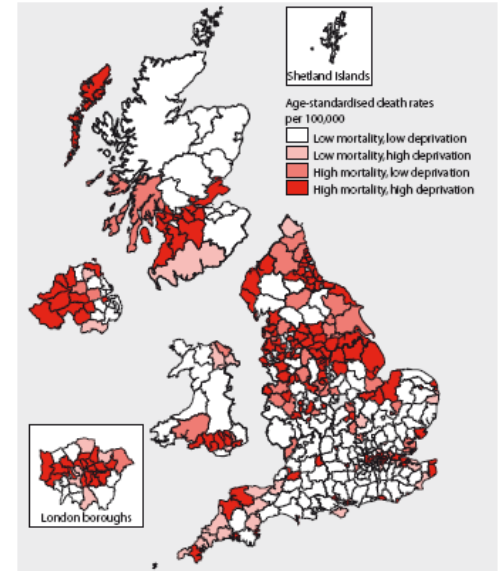 Shetland Islands
Age-standardised death rates
per 100,000
Low mortality, low deprivation
Low mortality, high deprivation
High mortality, low deprivation
High mortality, high deprivation
London boroughs